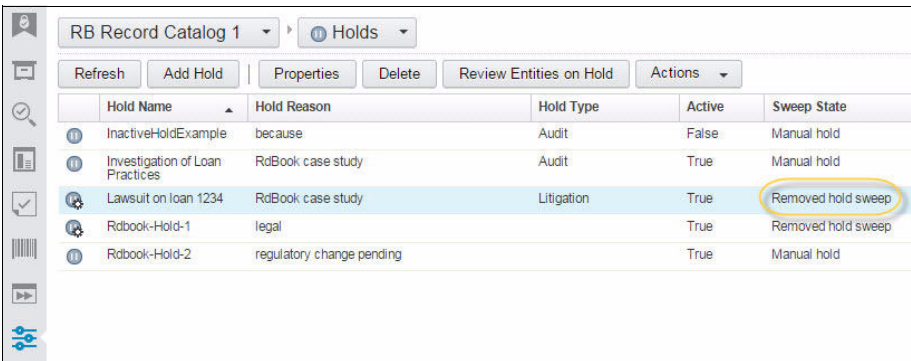 RB Record Catalog 1 Holds
Refresh Add Hold Properties Delete Review Entities on Hold Actions
Hold Name Hold Reason Hold Type Active Sweep State
InactiveHoldExample because Audit False Manual hold
Investigation of Loan RdBook case study Audit True Manual hold
Practices
Lawsuit on loan 1234 RdBook case study Litigation True Removed hold sweep
Rdbook-Hold-1 legal True Removed hold sweep
Rdbook-Hold-2 regulatory change pending True Manual hold